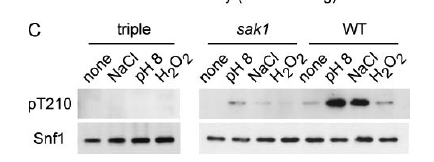 C triple sak1 WT
none NaCl pH 8 H2O2 none pH 8 NaCl H2O2 none pH 8 NaCl H2O2
pT210
Snf1